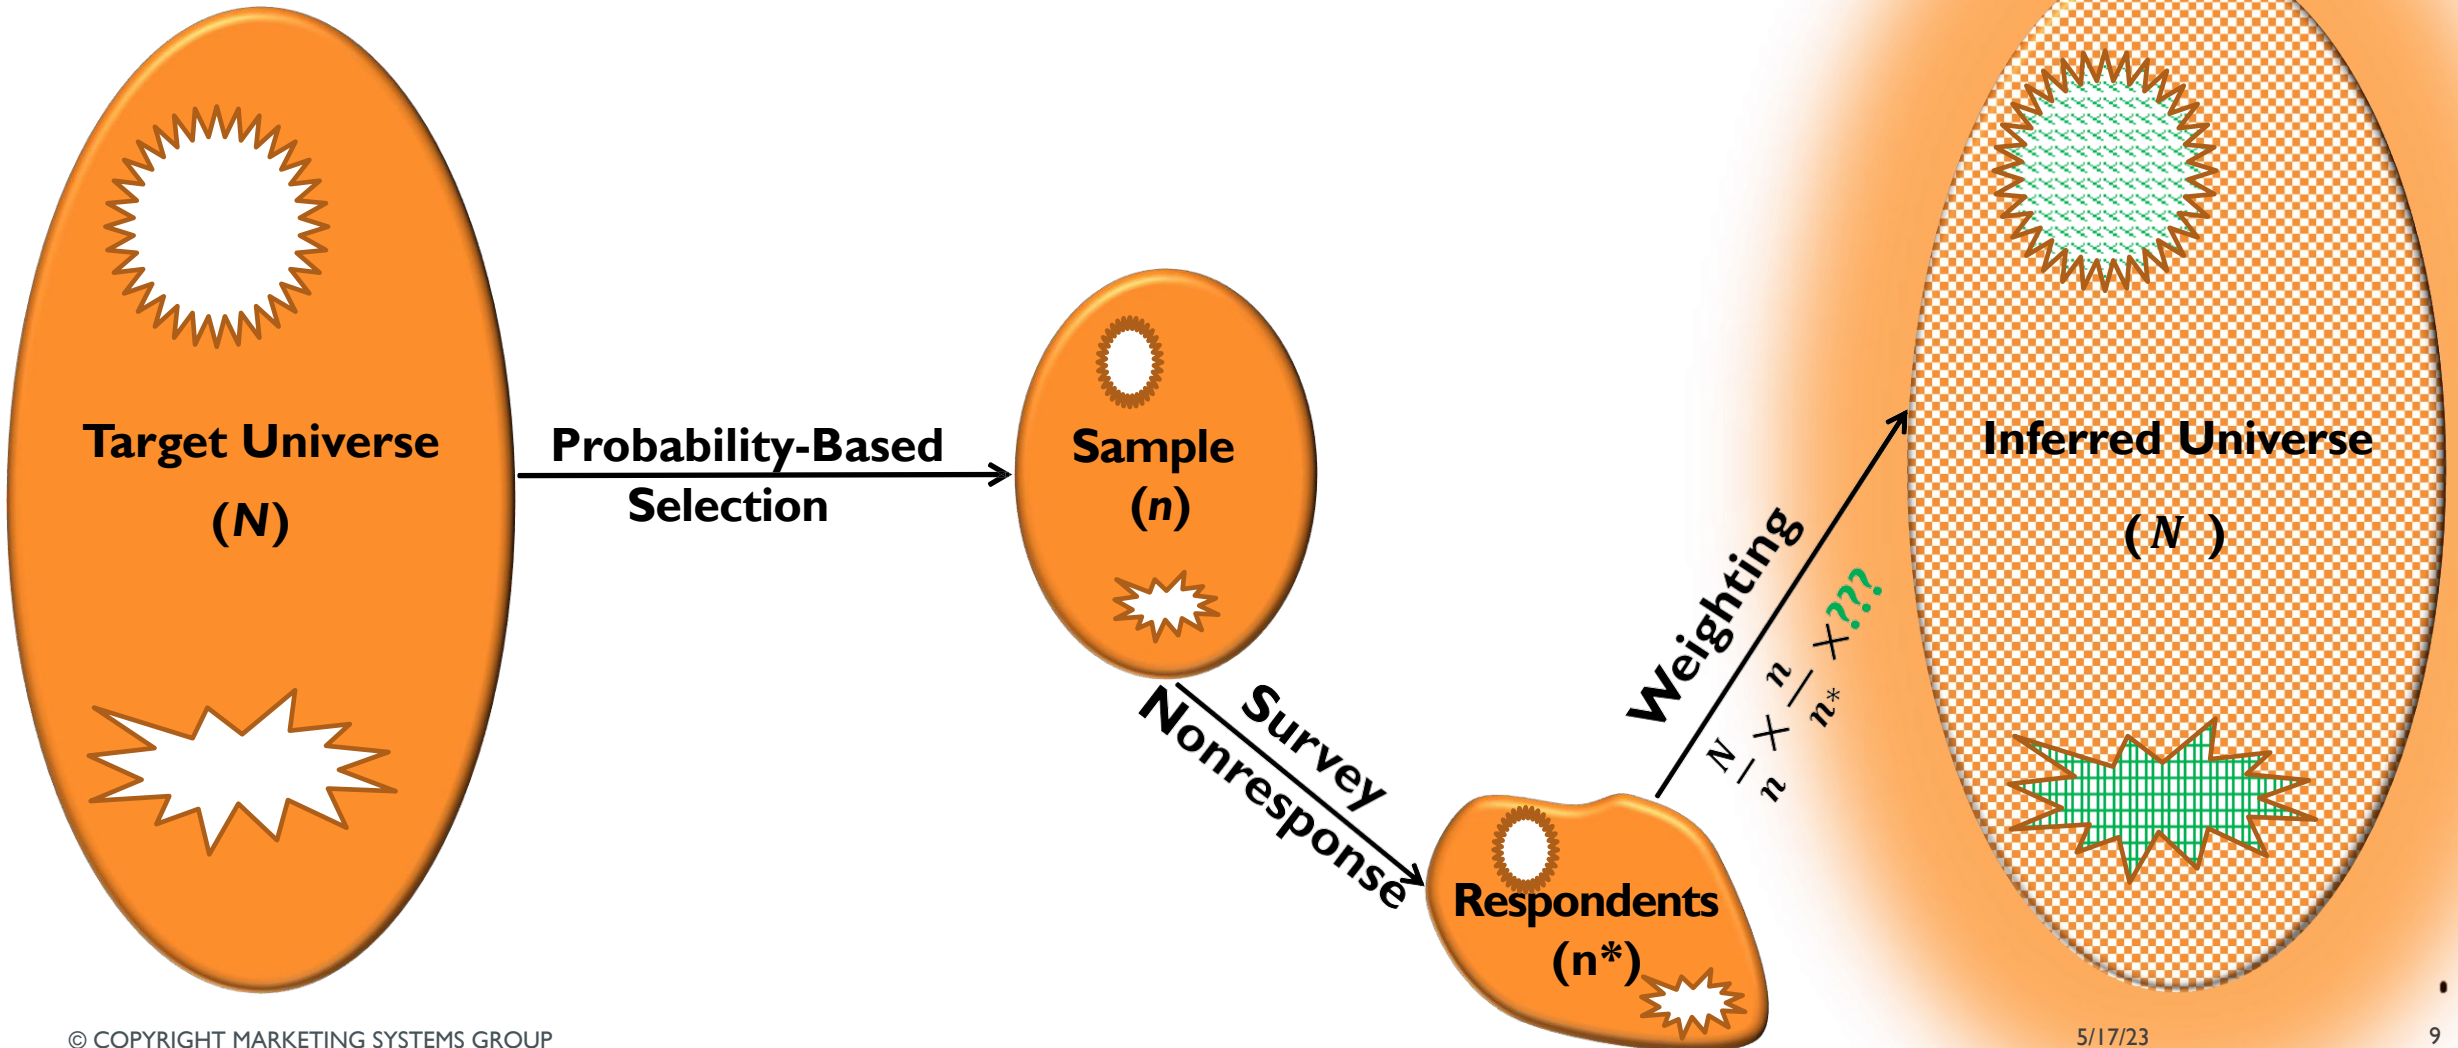 Target Universe
(N)
Probability-Based
Selection
Sample
(n)
Survey
Nonresponse
Respondents
(n*)
Weighting
N/n × n/n* ×???
Inferred Universe
(N )
© COPYRIGHT MARKETING SYSTEMS GROUP
5/17/23
9